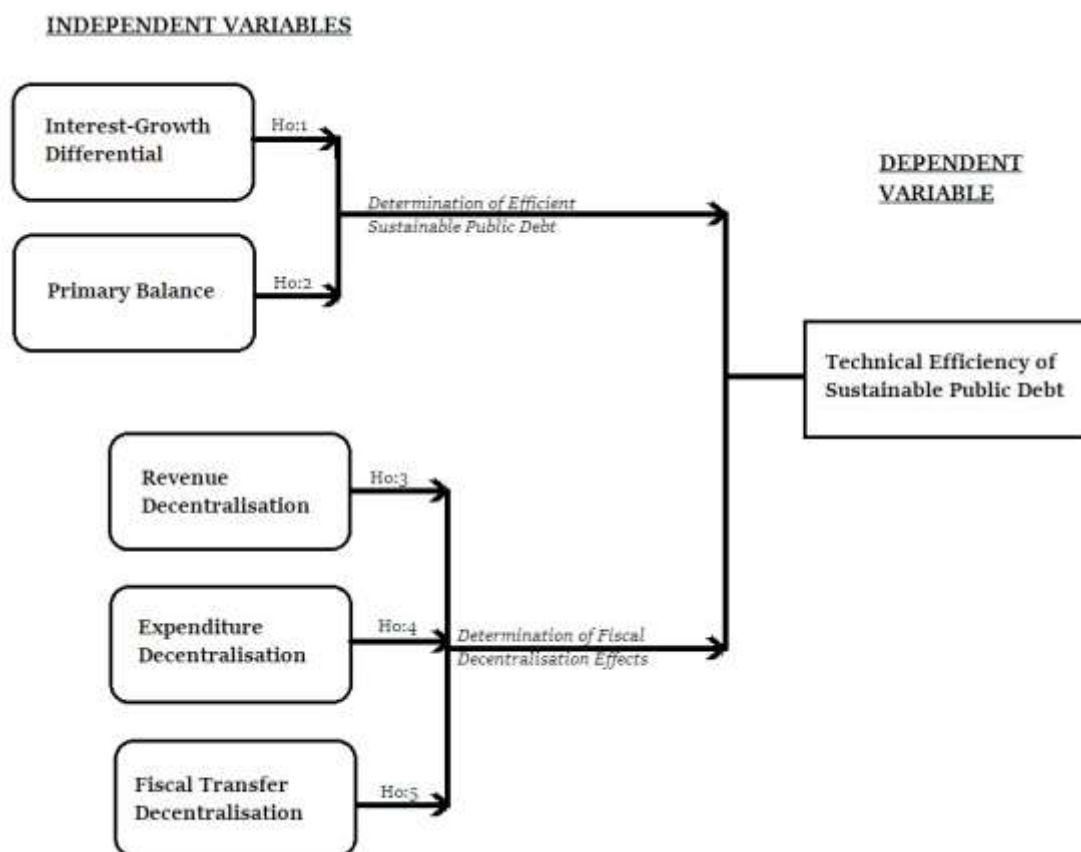 INDEPENDENT VARIABLES
Interest-Growth
Differential
Ho:1
Primary Balance
Ho:2
Determination of Efficient
Sustainable Public Debt
DEPENDENT
VARIABLE
Technical Efficiency of
Sustainable Public Debt
Revenue
Decentralisation
Ho:3
Expenditure
Decentralisation
Ho:4
Determination of Fiscal
Decentralisation Effects
Fiscal Transfer
Decentralisation
Ho:5